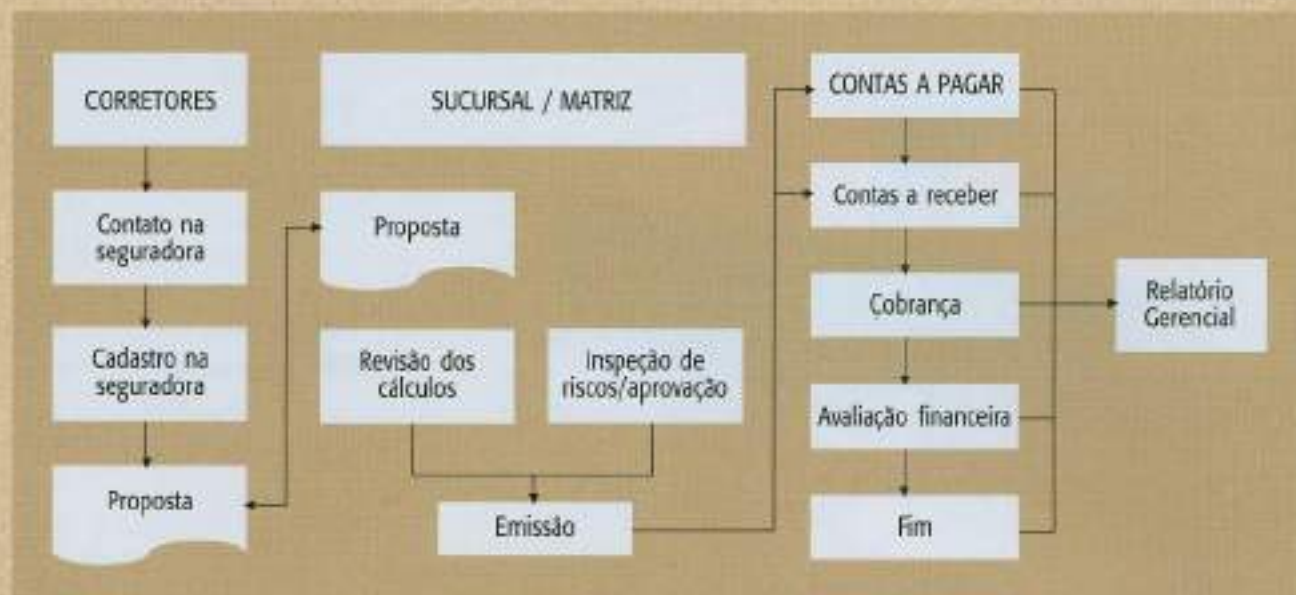 CORRETORES
Contato na
seguradora
Cadastro na
seguradora
Proposta
SUCURSAL / MATRIZ
Proposta
Revisão dos
cálculos
Inspeção de
riscos/aprovação
Emissão
CONTAS A PAGAR
Contas a receber
Cobrança
Avaliação financeira
Fim
Relatório
Gerencial